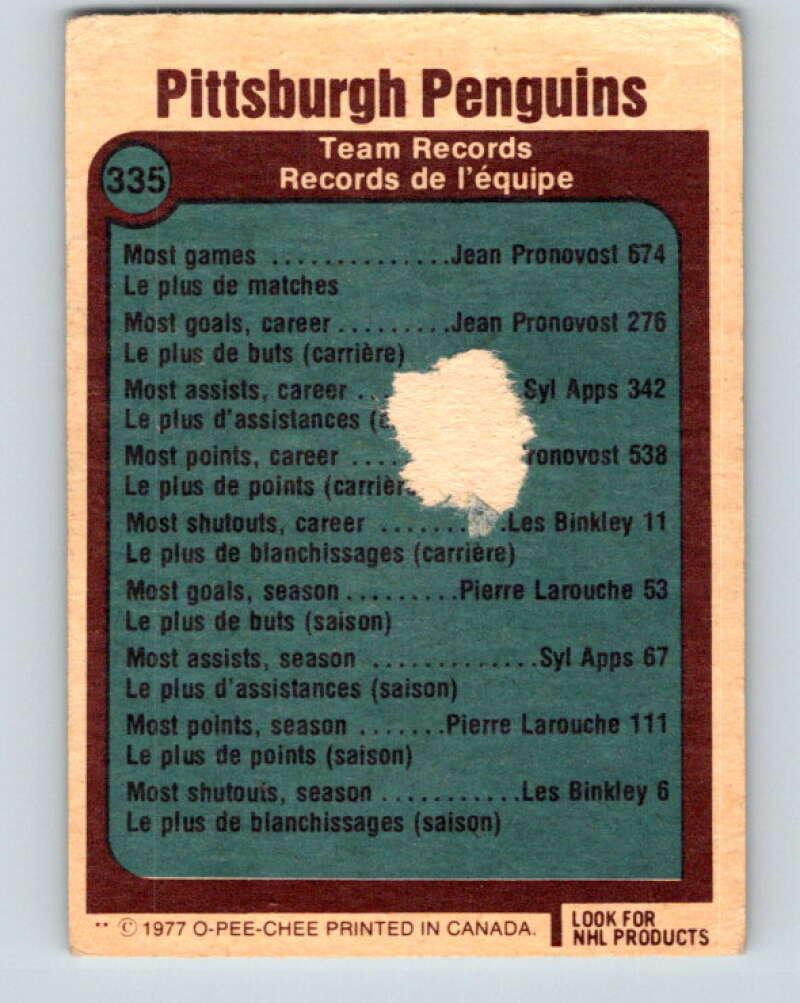 Pittsburgh Penguins
335
Team Records
Records de l'équipe
Most games ..............Jean Pronovost 674
Le plus de matches
Most goals, career.........Jean Pronovost 276
Le plus de buts (carrière)
Most assists, career .. Syl Apps 342
Le plus d'assistances (
Most points, career .... ronovost 538
Le plus de points (carrièr
Most shutouts, career ....... .Les Binkley 11
Le plus de blanchissages (carrière)
Most goals, season.........Pierre Larouche 53
Le plus de buts (saison)
Most assists, season .............Syl Apps 67
Le plus d'assistances (saison)
Most points, season .......Pierre Larouche 111
Le plus de points (saison)
Most shutouts, season ...........Les Binkley 6
Le plus de blanchissages (saison)
** © 1977 O-PEE-CHEE PRINTED IN CANADA.
LOOK FOR
NHL PRODUCTS